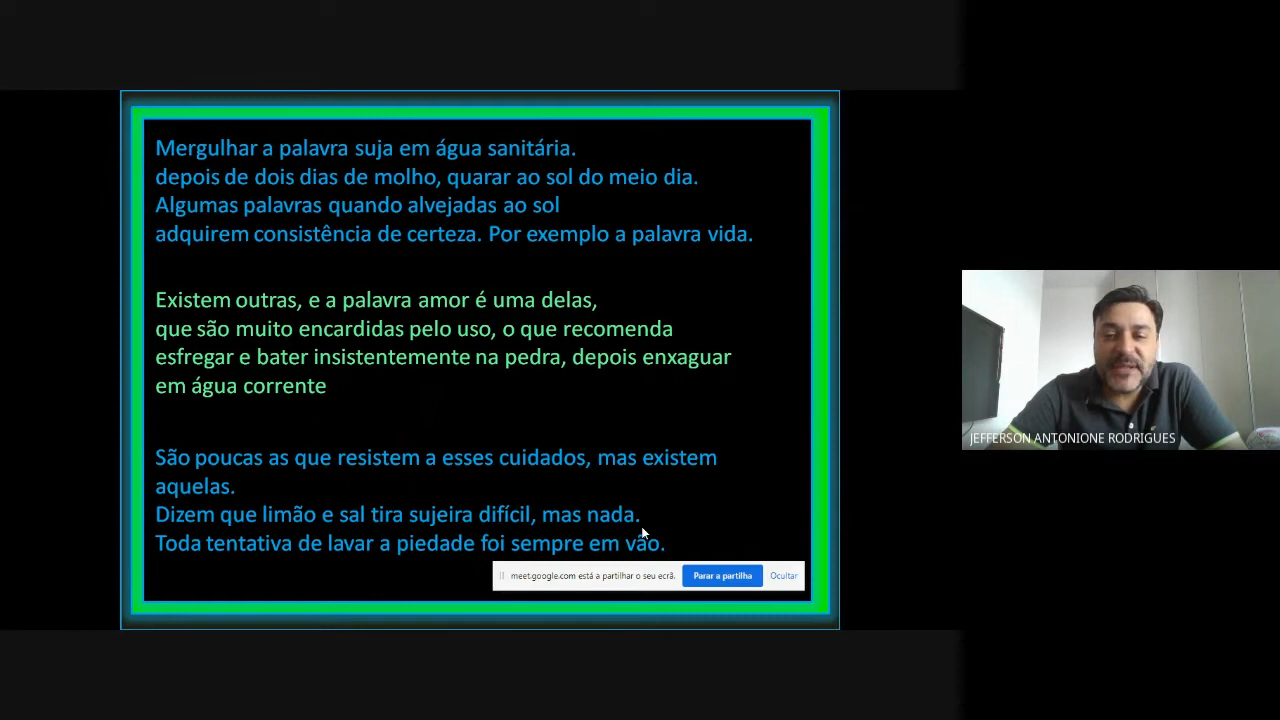 Mergulhar a palavra suja em água sanitária.
depois de dois dias de molho, quarar ao sol do meio dia.
Algumas palavras quando alvejadas ao sol
adquirem consistência de certeza. Por exemplo a palavra vida.
Existem outras, e a palavra amor é uma delas,
que são muito encardidas pelo uso, o que recomenda
esfregar e bater insistentemente na pedra, depois enxaguar
em água corrente
São poucas as que resistem a esses cuidados, mas existem
aquelas.
Dizem que limão e sal tira sujeira difícil, mas nada.
Toda tentativa de lavar a piedade foi sempre em vão.
meet.google.com está a partilhar o seu ecrã.
Parar a partilha
Ocultar
JEFFERSON ANTONIONE RODRIGUES